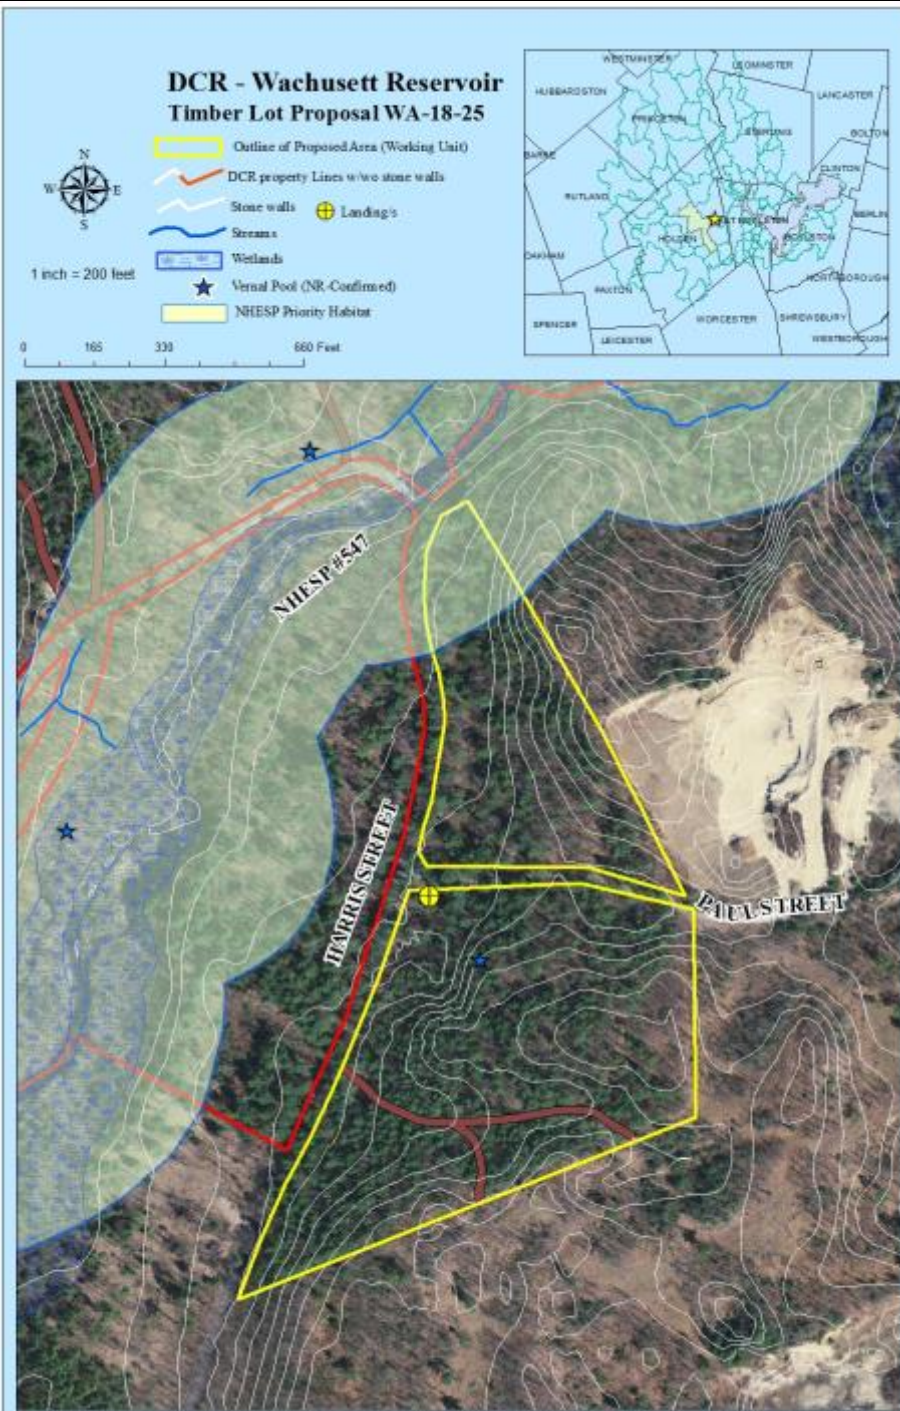 DCR - Wachusett Reservoir
Timber Lot Proposal WA-18-25
Outline of Proposed Area (Working Unit)
DCR property Lines w/wo stone walls
Stone walls
Landing/s
Streams
Wetlands
Vernal Pool (NR-Confirmed)
NHESP Priority Habitat
N
W
E
S
1 inch = 200 feet
0 165 330 660 Feet
WESTMINSTER
LEOMINSTER
HUBBARDSTON
LANCASTER
PRINCETON
STERLING
BOLTON
BARRE
CLINTON
RUTLAND
BERLIN
WEST BOYLSTON
HOLDEN
BOYLSTON
OAKHAM
NORTHBOROUGH
PAXTON
WORCESTER
SHREWSBURY
SPENCER
LEICESTER
WESTBOROUGH
NHESP #547
HARRIS STREET
PAUL STREET